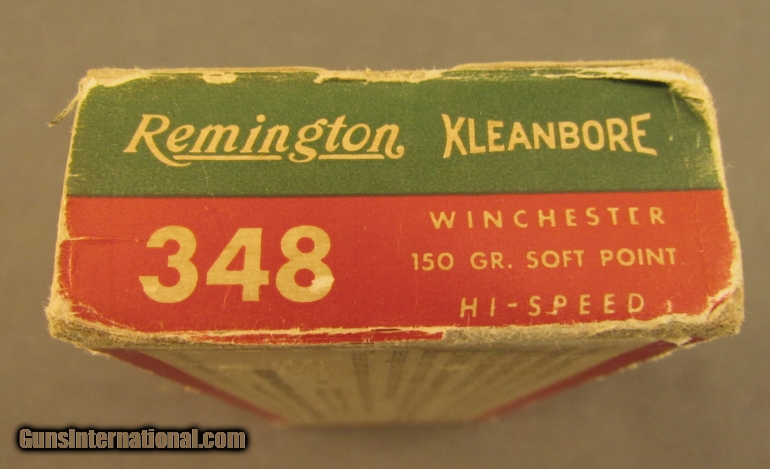 Remington KLEANBORE
348
WINCHESTER
150 GR. SOFT POINT
HI-SPEED
GunsInternational.com